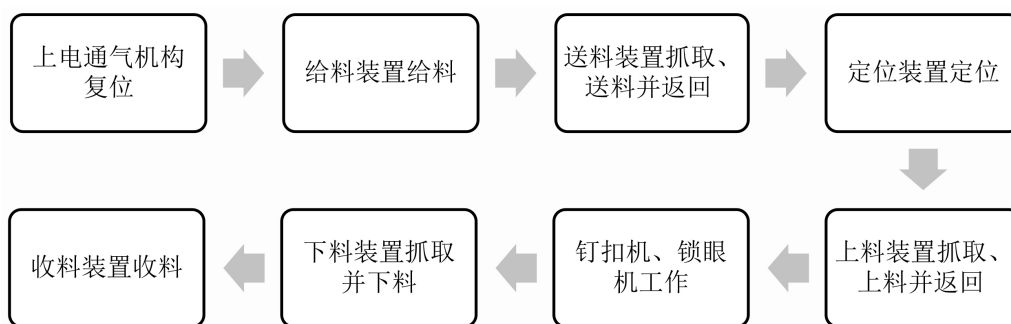 上电通气机构
复位
给料装置给料
送料装置抓取、
送料并返回
定位装置定位
上料装置抓取、
上料并返回
钉扣机、锁眼
机工作
下料装置抓取
并下料
收料装置收料